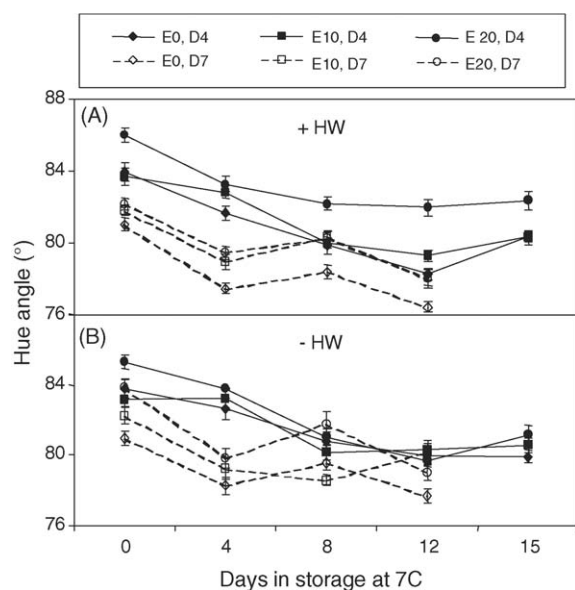 E0, D4 E10, D4 E 20, D4
E0, D7 E10, D7 E20, D7
88
(A)
+ HW
84
80
76
(B)
- HW
84
80
76
Hue angle (°)
0 4 8 12 15
Days in storage at 7C